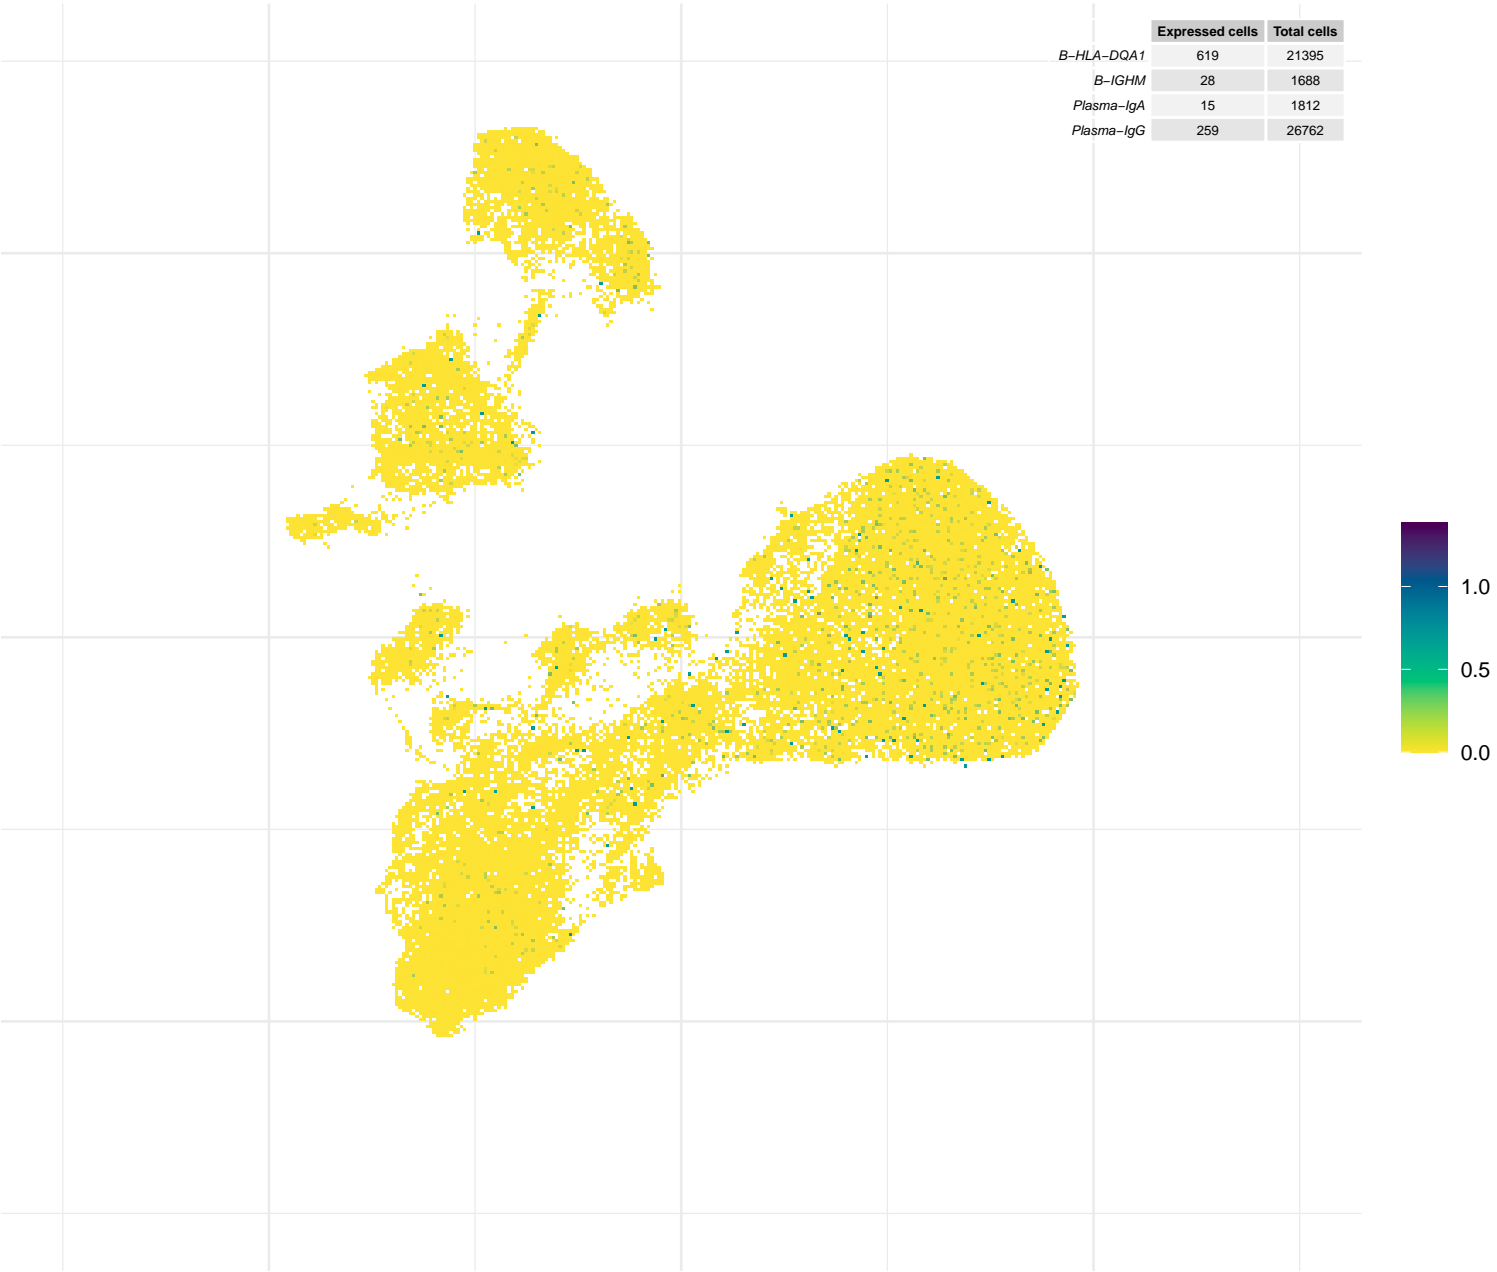 Expressed cells Total cells
B−HLA−DQA1 619 21395
B−IGHM 28 1688
Plasma−IgA 15 1812
Plasma−IgG 259 26762
1.0
0.5
0.0